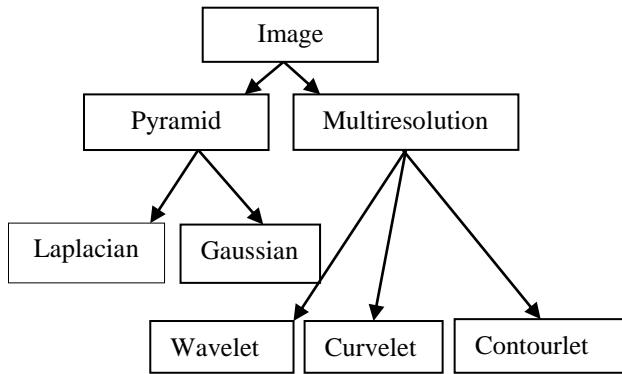 Image
Pyramid
Multiresolution
Laplacian
Gaussian
Wavelet
Curvelet
Contourlet